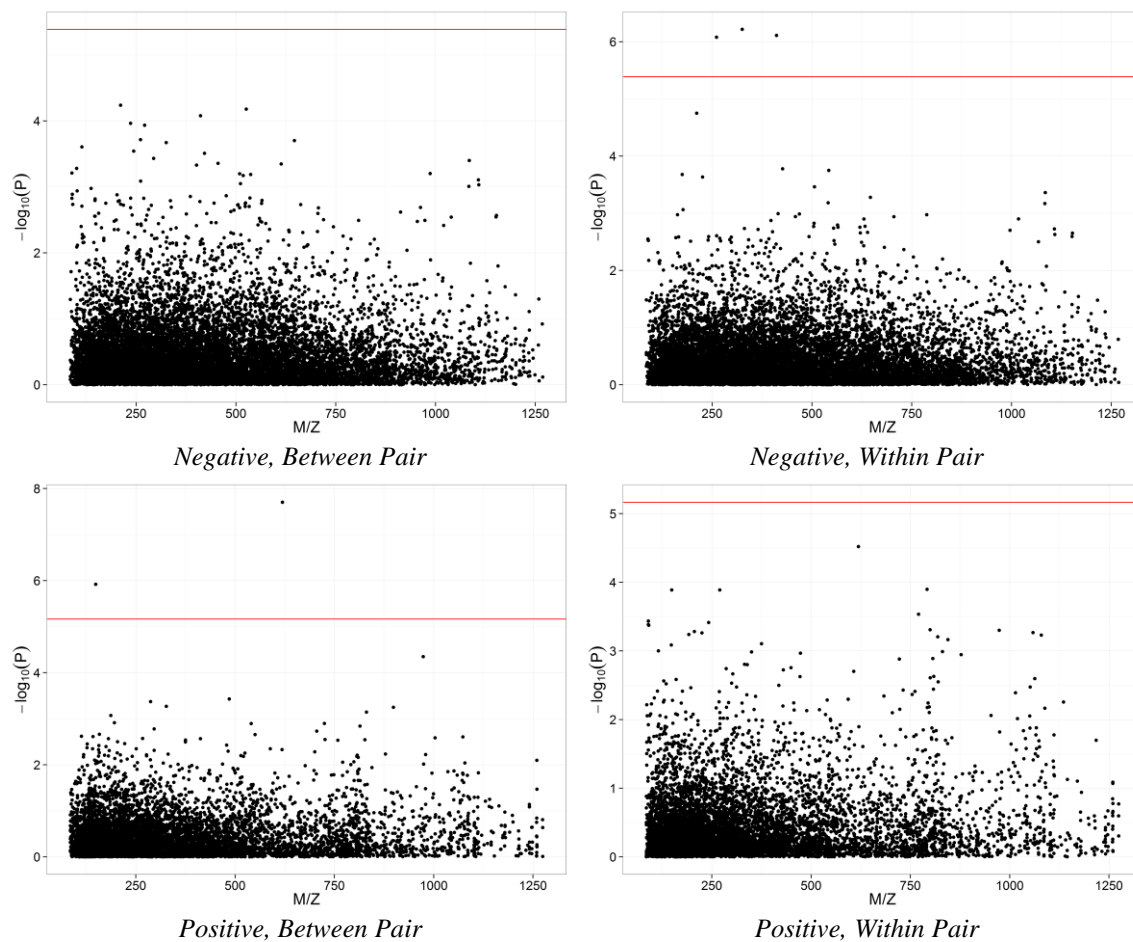 4
2
0
−log10(P)
250 500 750 1000 1250
M/Z
Negative, Between Pair
6
4
2
0
−log10(P)
250 500 750 1000 1250
M/Z
Negative, Within Pair
8
6
4
2
0
−log10(P)
250 500 750 1000 1250
M/Z
Positive, Between Pair
5
4
3
2
1
0
−log10(P)
250 500 750 1000 1250
M/Z
Positive, Within Pair